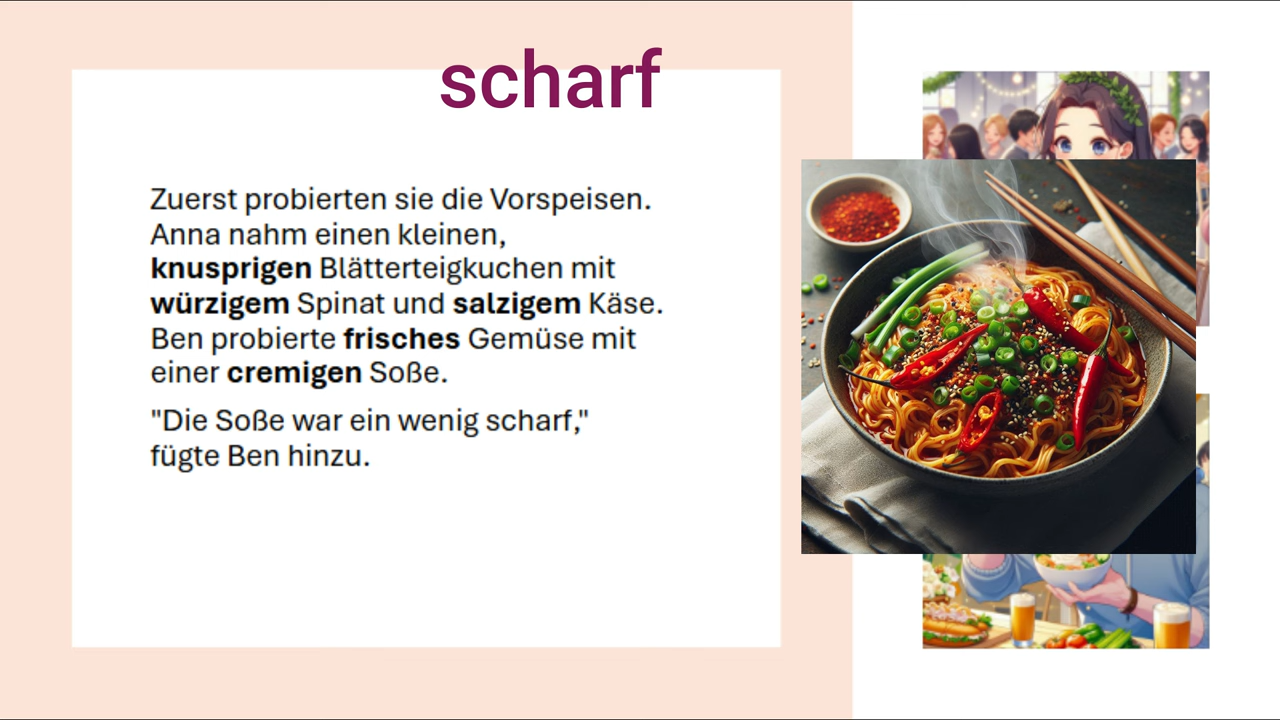 scharf
Zuerst probierten sie die Vorspeisen.
Anna nahm einen kleinen,
knusprigen Blätterteigkuchen mit
würzigem Spinat und salzigem Käse.
Ben probierte frisches Gemüse mit
einer cremigen Soße.
"Die Soße war ein wenig scharf,"
fügte Ben hinzu.